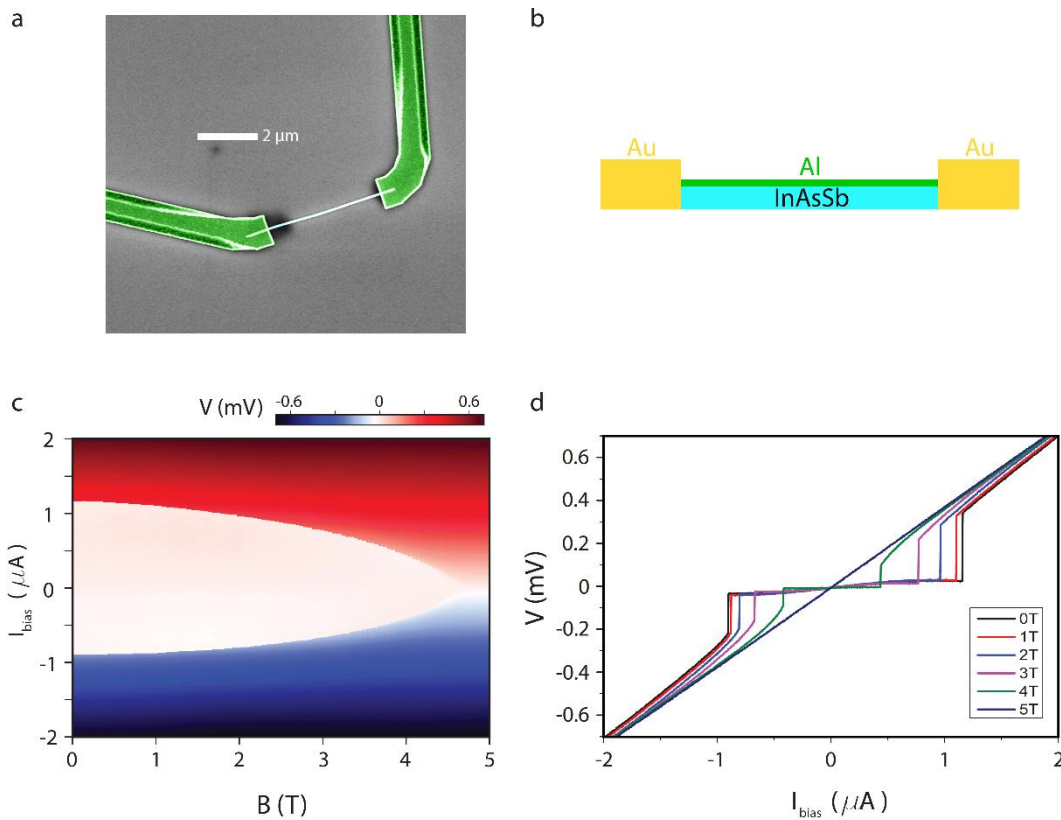 a
2 μm
b
Au
Al
Au
InAsSb
c
V (mV)
-0.6
0
0.6
2
1
0
-1
-2
I_bias (μA)
0
1
2
3
4
5
B (T)
d
0.6
0.4
0.2
0
-0.2
-0.4
-0.6
V (mV)
0T
1T
2T
3T
4T
5T
-2
-1
0
1
2
I_bias (μA)